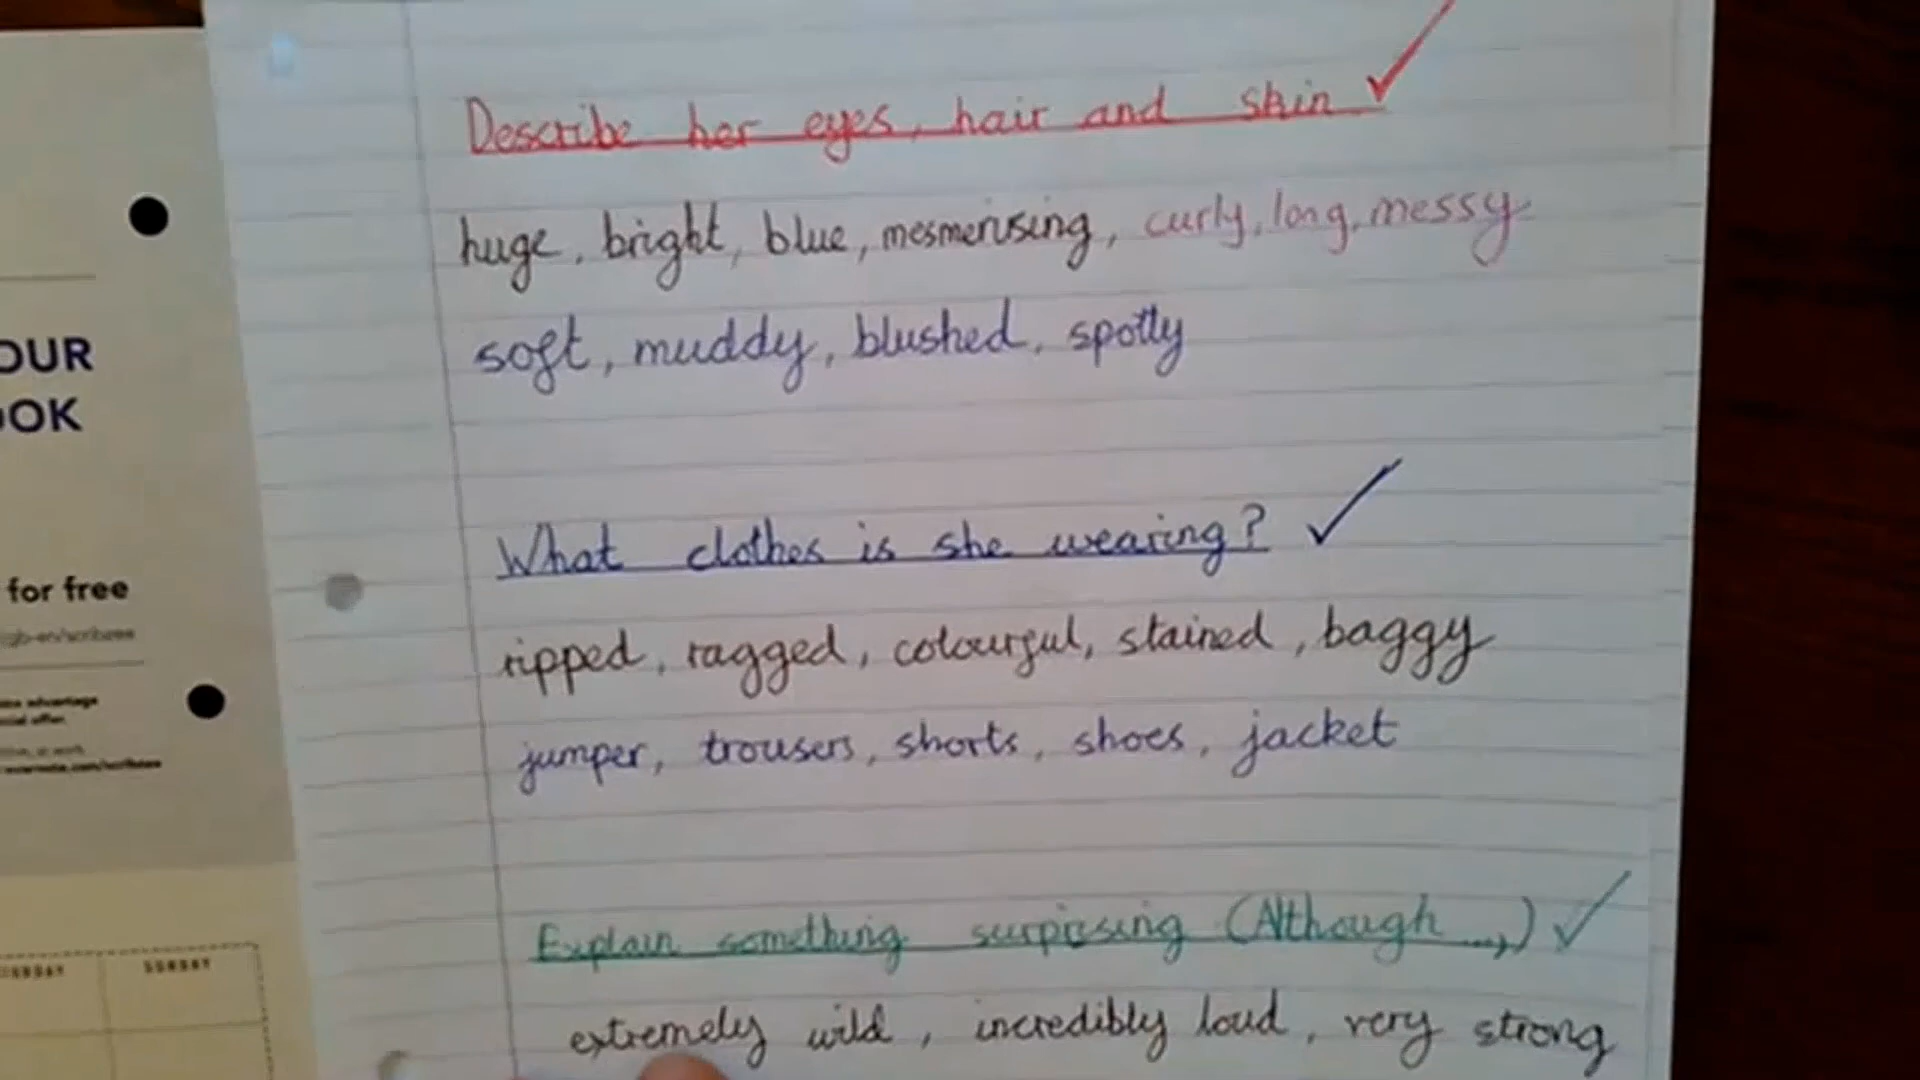 Describe her eyes, hair and skin
huge, bright, blue, mesmerising, curly, long, messy
soft, muddy, blushed, spotty
What clothes is she wearing?
ripped, ragged, colourful, stained, baggy
jumper, trousers, shorts, shoes, jacket
Explain something surprising (Although ...,)
extremely wild, incredibly loud, very strong
OUR
OOK
for free
SUNDAY